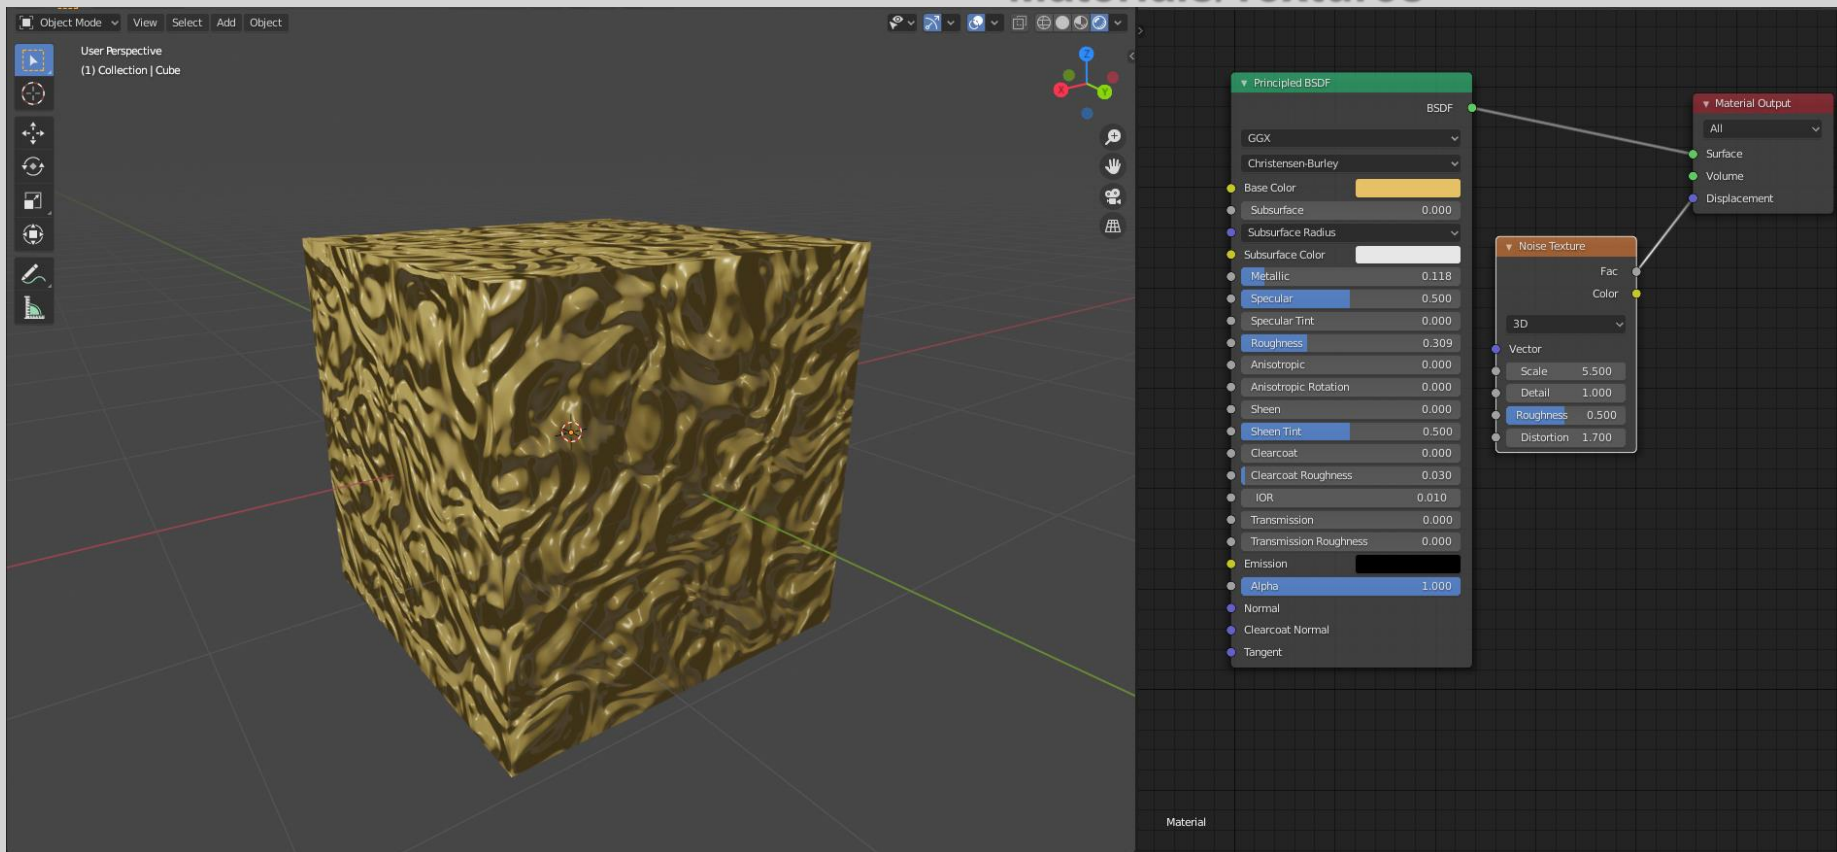 Materials/Textures
Object Mode View Select Add Object
User Perspective
(1) Collection | Cube
Z
X
Y
Principled BSDF
BSDF
GGX
Christensen-Burley
Base Color
Subsurface 0.000
Subsurface Radius
Subsurface Color
Metallic 0.118
Specular 0.500
Specular Tint 0.000
Roughness 0.309
Anisotropic 0.000
Anisotropic Rotation 0.000
Sheen 0.000
Sheen Tint 0.500
Clearcoat 0.000
Clearcoat Roughness 0.030
IOR 0.010
Transmission 0.000
Transmission Roughness 0.000
Emission
Alpha 1.000
Normal
Clearcoat Normal
Tangent
Noise Texture
Fac
Color
3D
Vector
Scale 5.500
Detail 1.000
Roughness 0.500
Distortion 1.700
Material Output
All
Surface
Volume
Displacement
Material